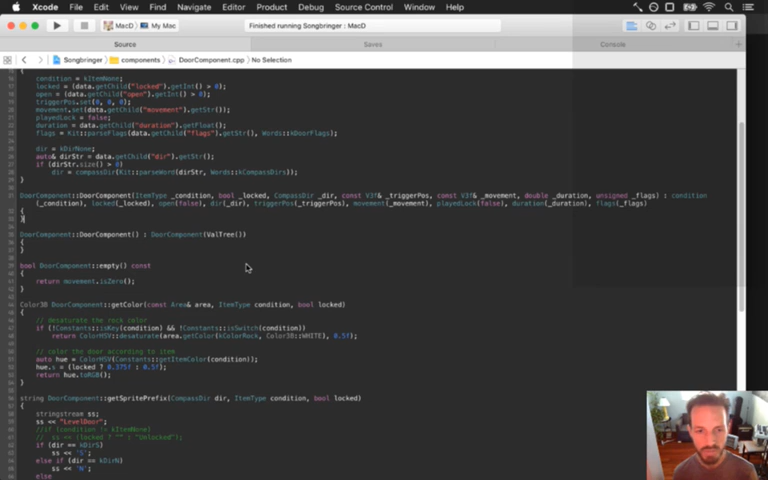 Xcode File Edit View Find Navigate Editor Product Debug Source Control Window Help
MacD My Mac
Finished running Songbringer : MacD
Source Saves Console
Songbringer components DoorComponent.cpp No Selection
{
condition = kItemNone;
locked = (data.getChild("locked").getInt() > 0);
open = (data.getChild("open").getInt() > 0);
triggerPos.set(0, 0, 0);
movement.set(data.getChild("movement").getStr());
playedLock = false;
duration = data.getChild("duration").getFloat();
flags = Kit::parseFlags(data.getChild("flags").getStr(), Words::kDoorFlags);
dir = kDirNone;
auto& dirStr = data.getChild("dir").getStr();
if (dirStr.size() > 0)
dir = compassDir(Kit::parseWord(dirStr, Words::kCompassDirs));
}
DoorComponent::DoorComponent(ItemType _condition, bool _locked, CompassDir _dir, const V3f& _triggerPos, const V3f& _movement, double _duration, unsigned _flags) : condition
(_condition), locked(_locked), open(false), dir(_dir), triggerPos(_triggerPos), movement(_movement), playedLock(false), duration(_duration), flags(_flags)
{
}
DoorComponent::DoorComponent() : DoorComponent(ValTree())
{
}
bool DoorComponent::empty() const
{
return movement.isZero();
}
Color3B DoorComponent::getColor(const Area& area, ItemType condition, bool locked)
{
// desaturate the rock color
if (!Constants::isKey(condition) && !Constants::inSwitch(condition))
return ColorHSV::desaturate(area.getColor(kColorRock, Color3B::WHITE), 0.5f);
// color the door according to item
auto hue = ColorHSV(Constants::getItemColor(condition));
hue.s = (locked ? 0.375f : 0.5f);
return hue.toRGB();
}
string DoorComponent::getSpritePrefix(CompassDir dir, ItemType condition, bool locked)
{
stringstream ss;
ss << "LevelDoor";
//if (condition != kItemNone)
// ss << (locked ? "" : "Unlocked");
if (dir == kDirS)
ss << 'S';
else if (dir == kDirN)
ss << 'N';
else